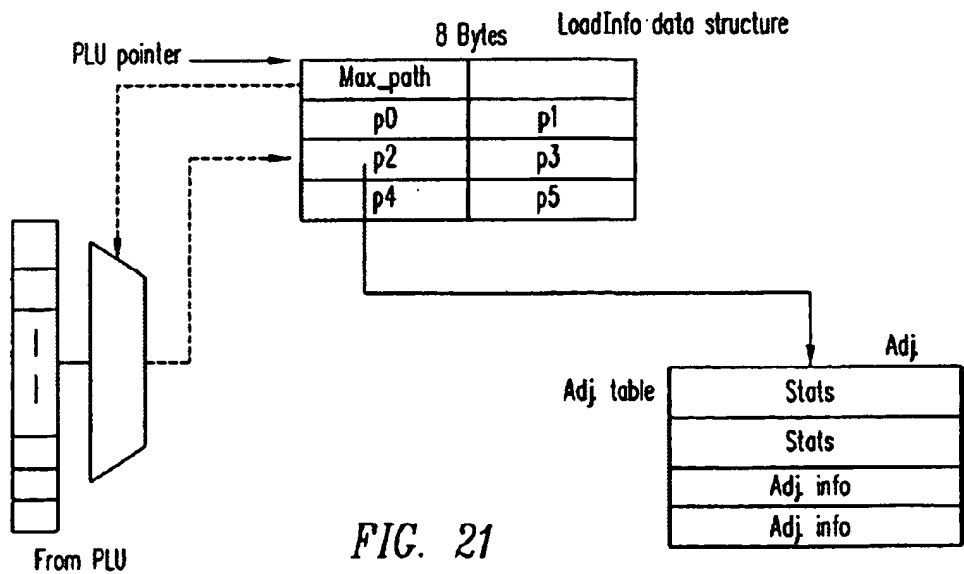 8 Bytes LoadInfo data structure
PLU pointer
Max_path
p0 p1
p2 p3
p4 p5
Adj.
Adj. table
Stats
Stats
Adj. info
Adj. info
From PLU
FIG. 21